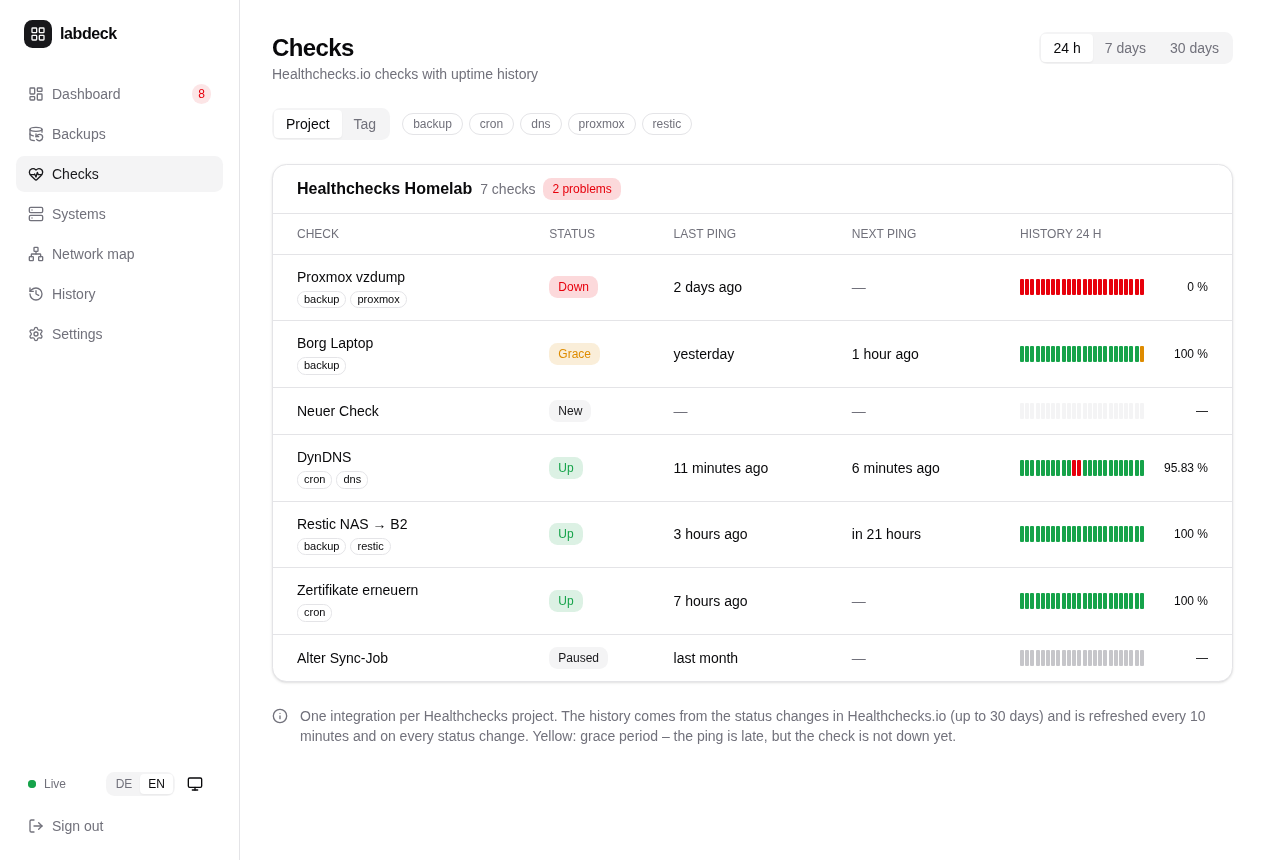 labdeck
Dashboard 8
Backups
Checks
Systems
Network map
History
Settings
Live DE EN
Sign out
Checks
Healthchecks.io checks with uptime history
24 h 7 days 30 days
Project Tag backup cron dns proxmox restic
Healthchecks Homelab 7 checks 2 problems
CHECK STATUS LAST PING NEXT PING HISTORY 24 H
Proxmox vzdump
backup proxmox
Down 2 days ago — 0 %
Borg Laptop
backup
Grace yesterday 1 hour ago 100 %
Neuer Check New — — —
DynDNS
cron dns
Up 11 minutes ago 6 minutes ago 95.83 %
Restic NAS → B2
backup restic
Up 3 hours ago in 21 hours 100 %
Zertifikate erneuern
cron
Up 7 hours ago — 100 %
Alter Sync-Job Paused last month — —
One integration per Healthchecks project. The history comes from the status changes in Healthchecks.io (up to 30 days) and is refreshed every 10
minutes and on every status change. Yellow: grace period – the ping is late, but the check is not down yet.